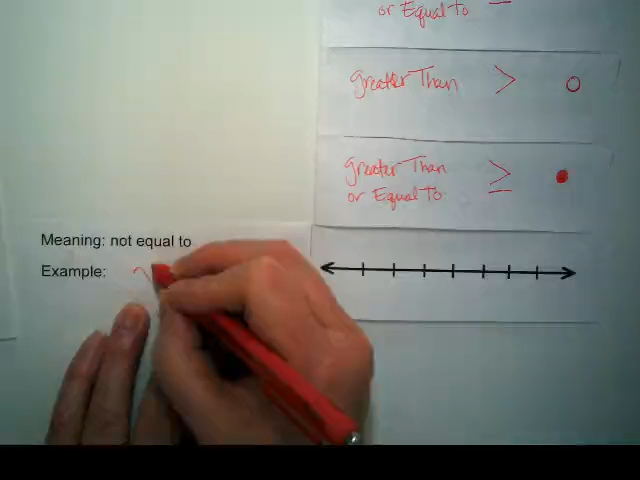 or Equal to
Greater Than > ○
Greater Than ≥ ●
or Equal To
Meaning: not equal to
Example: